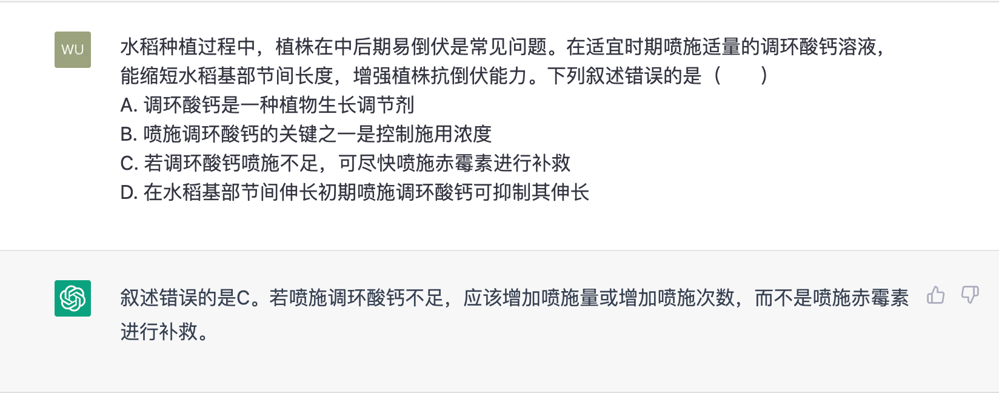 WU
水稻种植过程中，植株在中后期易倒伏是常见问题。在适宜时期喷施适量的调环酸钙溶液，
能缩短水稻基部节间长度，增强植株抗倒伏能力。下列叙述错误的是（　　）
A. 调环酸钙是一种植物生长调节剂
B. 喷施调环酸钙的关键之一是控制施用浓度
C. 若调环酸钙喷施不足，可尽快喷施赤霉素进行补救
D. 在水稻基部节间伸长初期喷施调环酸钙可抑制其伸长
叙述错误的是C。若喷施调环酸钙不足，应该增加喷施量或增加喷施次数，而不是喷施赤霉素
进行补救。